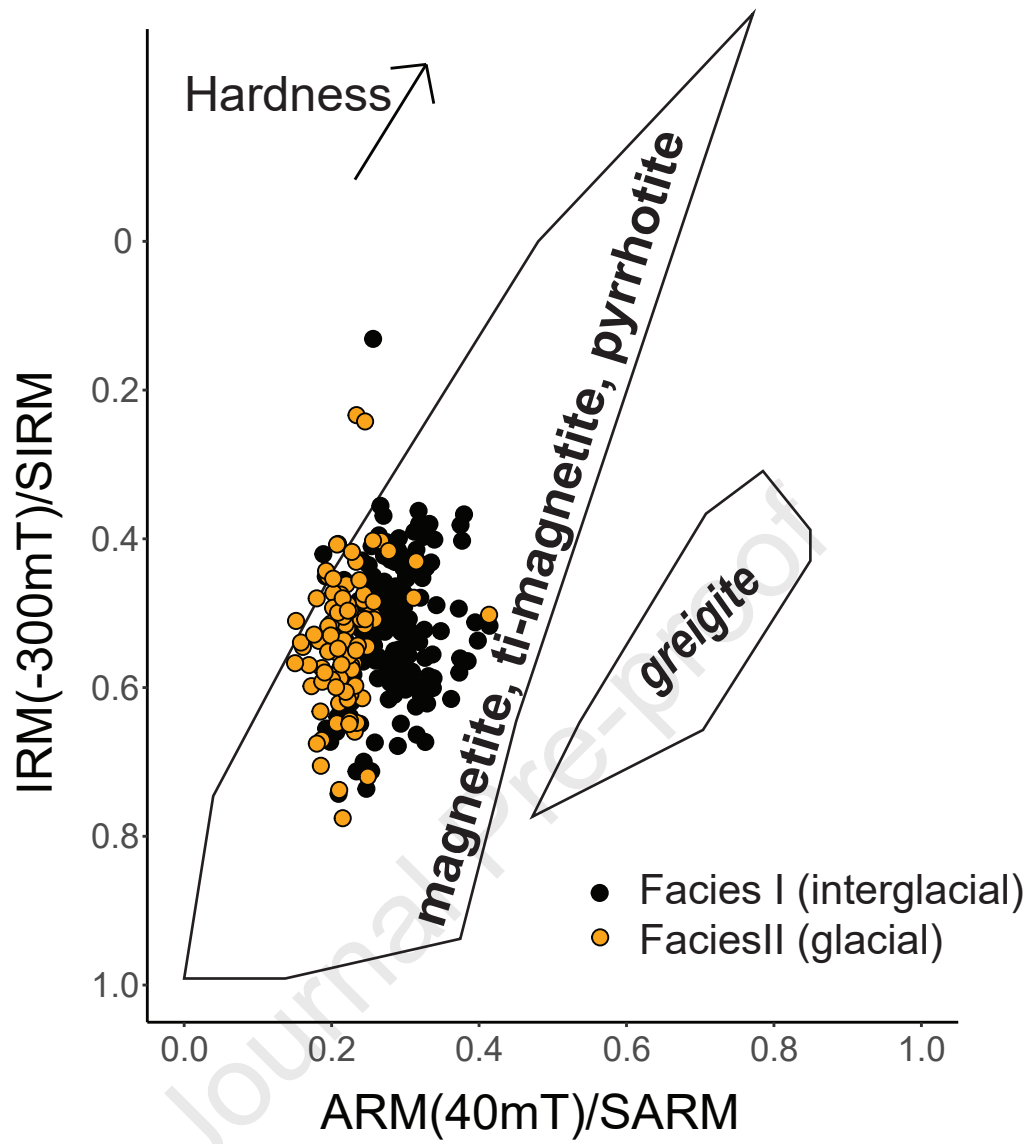 Hardness
0
0.2
0.4
0.6
0.8
1.0
IRM(-300mT)/SIRM
magnetite, ti-magnetite, pyrrhotite
greigite
Facies I (interglacial)
FaciesII (glacial)
0.0 0.2 0.4 0.6 0.8 1.0
ARM(40mT)/SARM
Journal Pre-proof